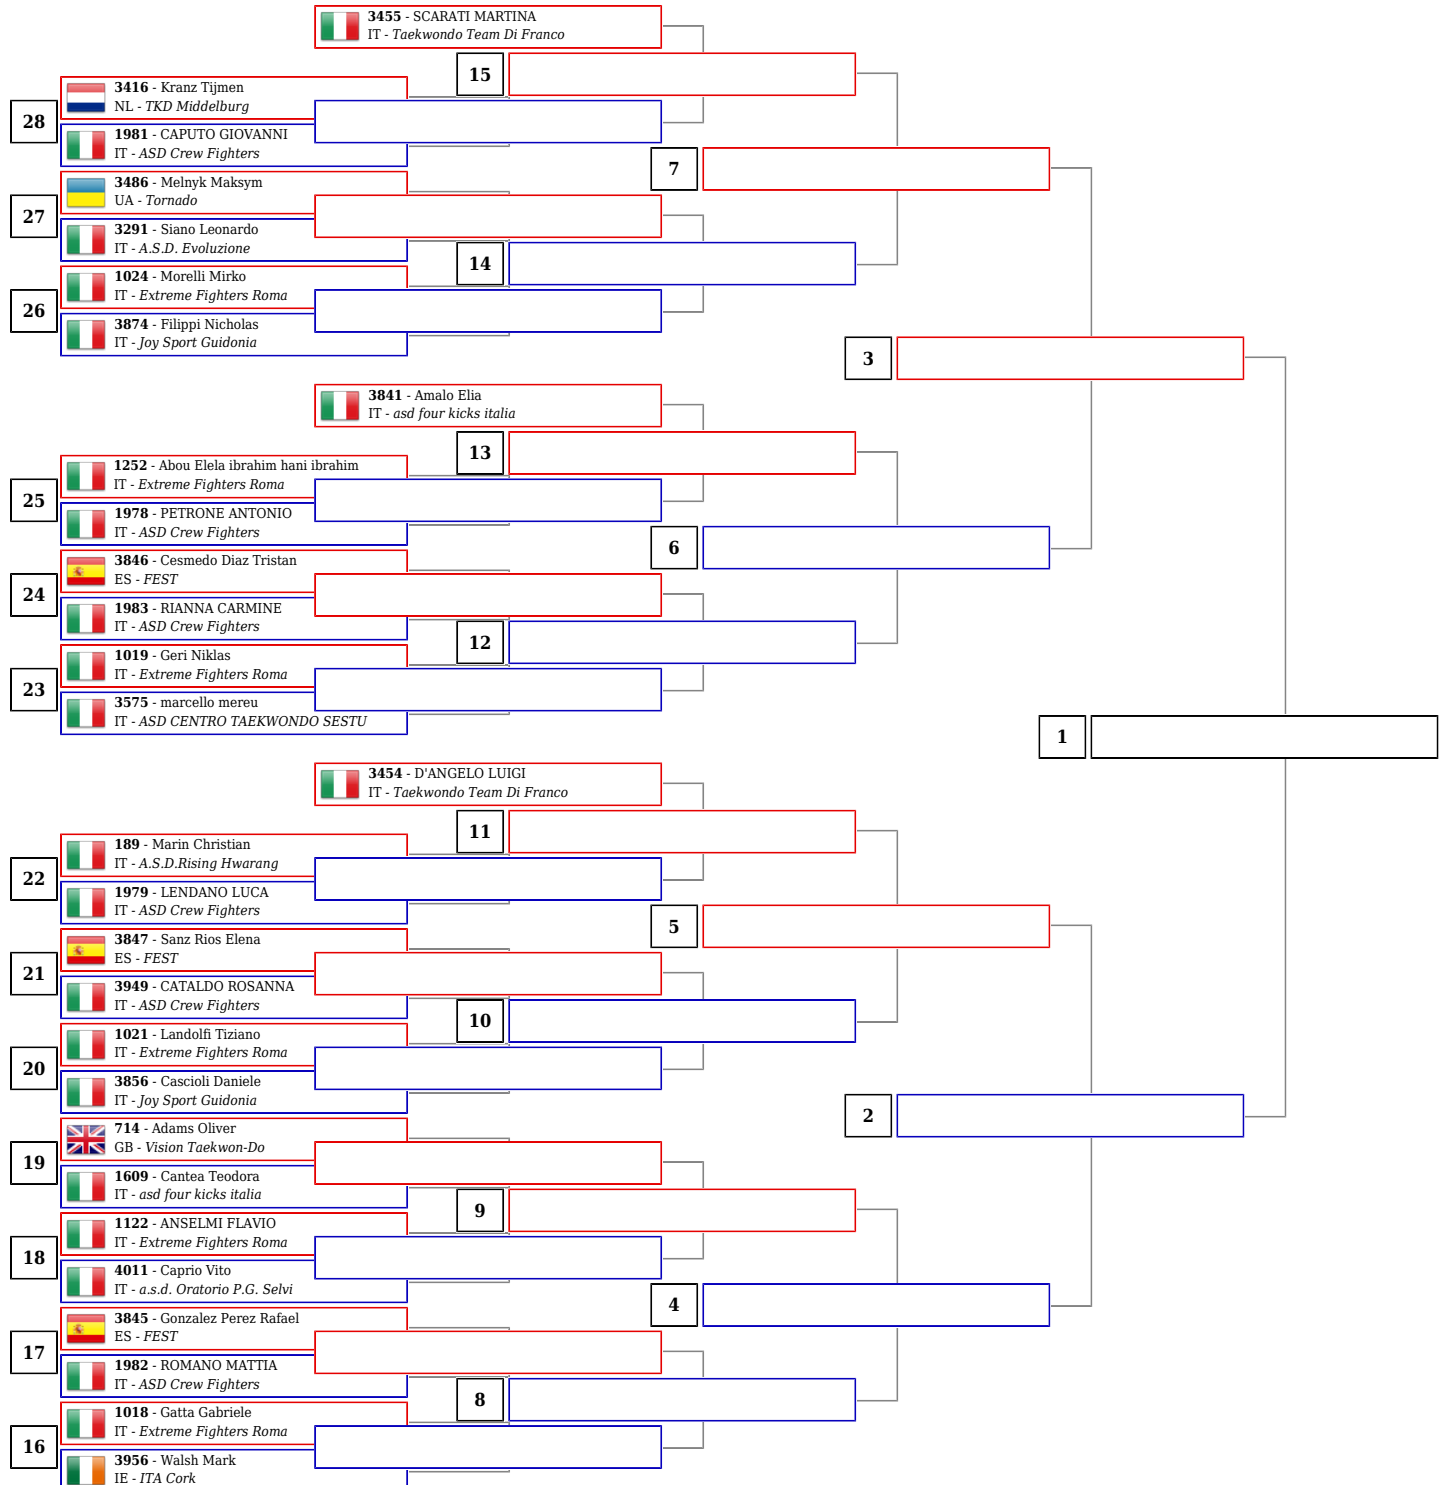 3455 - SCARATI MARTINA
IT - Taekwondo Team Di Franco
15
3416 - Kranz Tijmen
NL - TKD Middelburg
28
1981 - CAPUTO GIOVANNI
IT - ASD Crew Fighters
7
3486 - Melnyk Maksym
UA - Tornado
27
3291 - Siano Leonardo
IT - A.S.D. Evoluzione
14
1024 - Morelli Mirko
IT - Extreme Fighters Roma
26
3874 - Filippi Nicholas
IT - Joy Sport Guidonia
3
3841 - Amalo Elia
IT - asd four kicks italia
13
1252 - Abou Elela ibrahim hani ibrahim
IT - Extreme Fighters Roma
25
1978 - PETRONE ANTONIO
IT - ASD Crew Fighters
6
3846 - Cesmedo Diaz Tristan
ES - FEST
24
1983 - RIANNA CARMINE
IT - ASD Crew Fighters
12
1019 - Geri Niklas
IT - Extreme Fighters Roma
23
3575 - marcello mereu
IT - ASD CENTRO TAEKWONDO SESTU
1
3454 - D'ANGELO LUIGI
IT - Taekwondo Team Di Franco
11
189 - Marin Christian
IT - A.S.D.Rising Hwarang
22
1979 - LENDANO LUCA
IT - ASD Crew Fighters
5
3847 - Sanz Rios Elena
ES - FEST
21
3949 - CATALDO ROSANNA
IT - ASD Crew Fighters
10
1021 - Landolfi Tiziano
IT - Extreme Fighters Roma
20
3856 - Cascioli Daniele
IT - Joy Sport Guidonia
2
714 - Adams Oliver
GB - Vision Taekwon-Do
19
1609 - Cantea Teodora
IT - asd four kicks italia
9
1122 - ANSELMI FLAVIO
IT - Extreme Fighters Roma
18
4011 - Caprio Vito
IT - a.s.d. Oratorio P.G. Selvi
4
3845 - Gonzalez Perez Rafael
ES - FEST
17
1982 - ROMANO MATTIA
IT - ASD Crew Fighters
8
1018 - Gatta Gabriele
IT - Extreme Fighters Roma
16
3956 - Walsh Mark
IE - ITA Cork